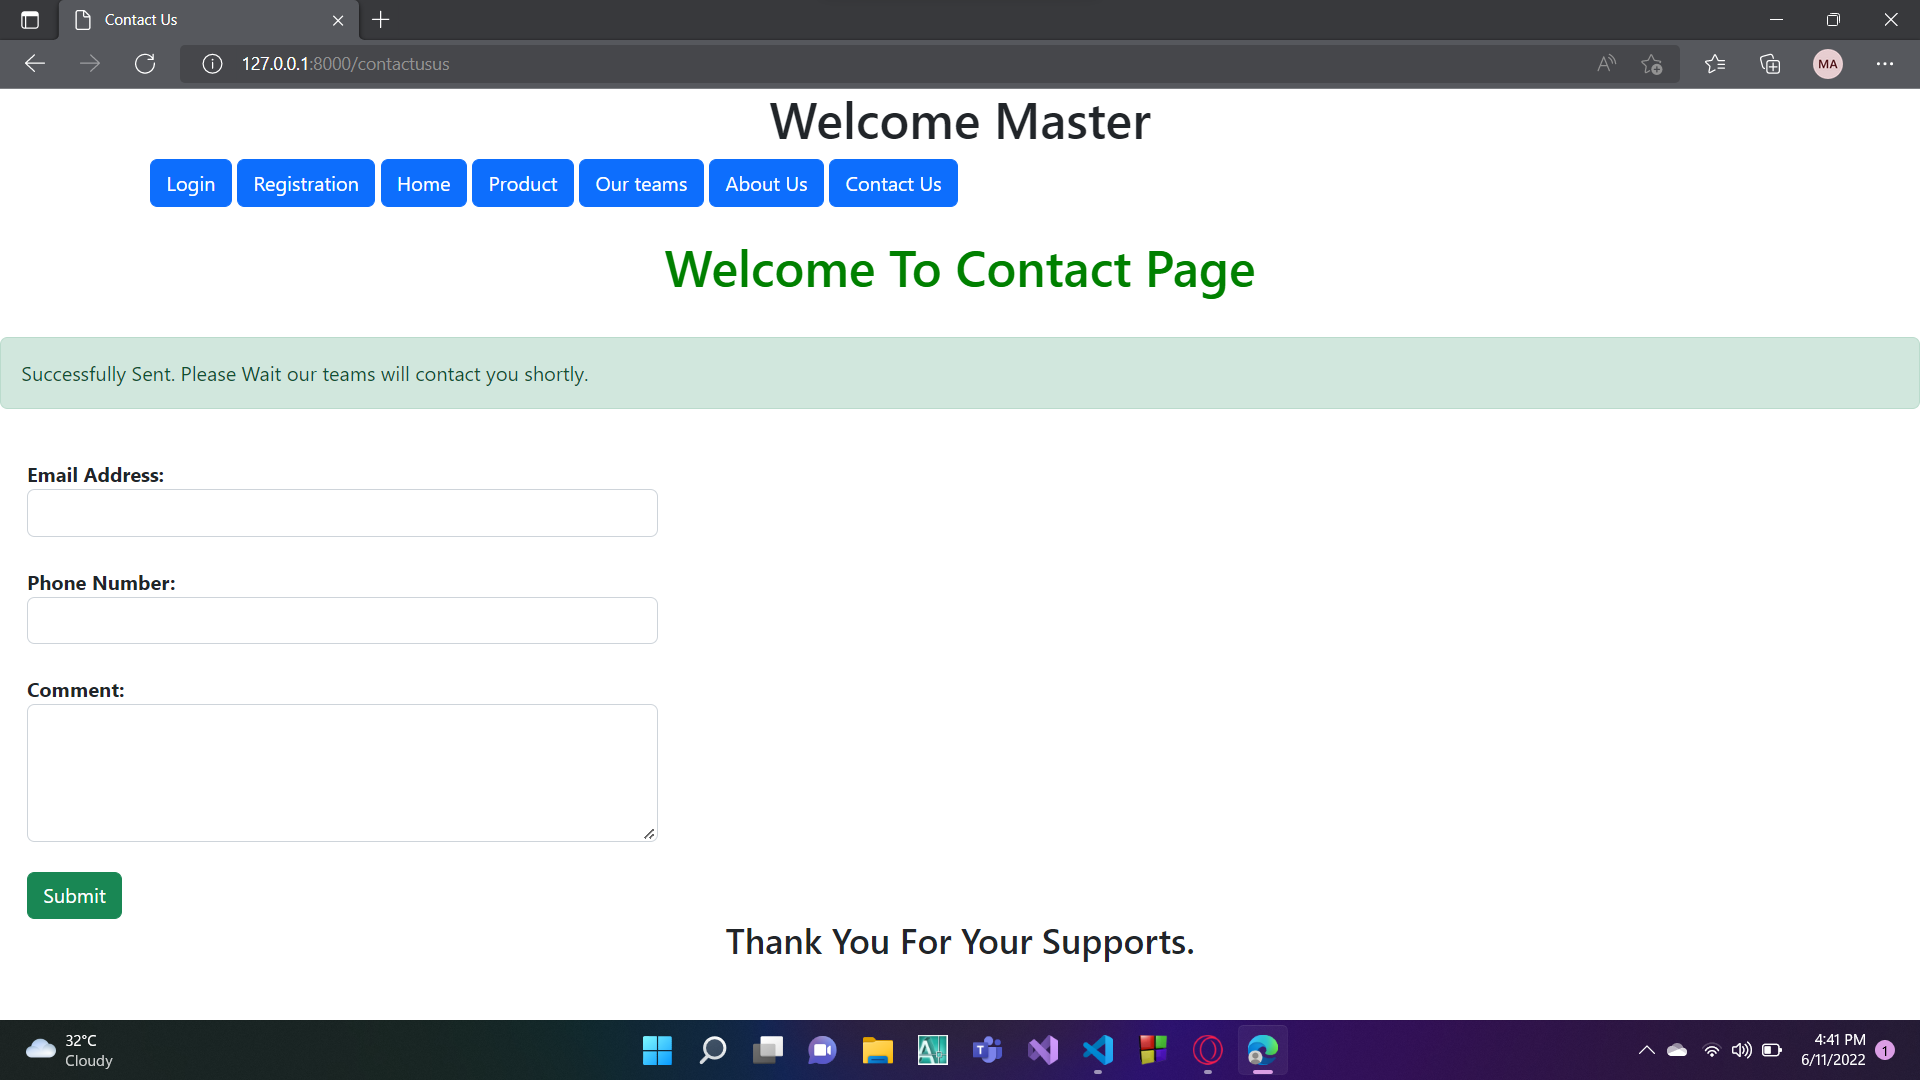 Contact Us
127.0.0.1:8000/contactusus
MA
Welcome Master
Login Registration Home Product Our teams About Us Contact Us
Welcome To Contact Page
Successfully Sent. Please Wait our teams will contact you shortly.
Email Address:
Phone Number:
Comment:
Submit
Thank You For Your Supports.
32°C
Cloudy
4:41 PM
6/11/2022
1